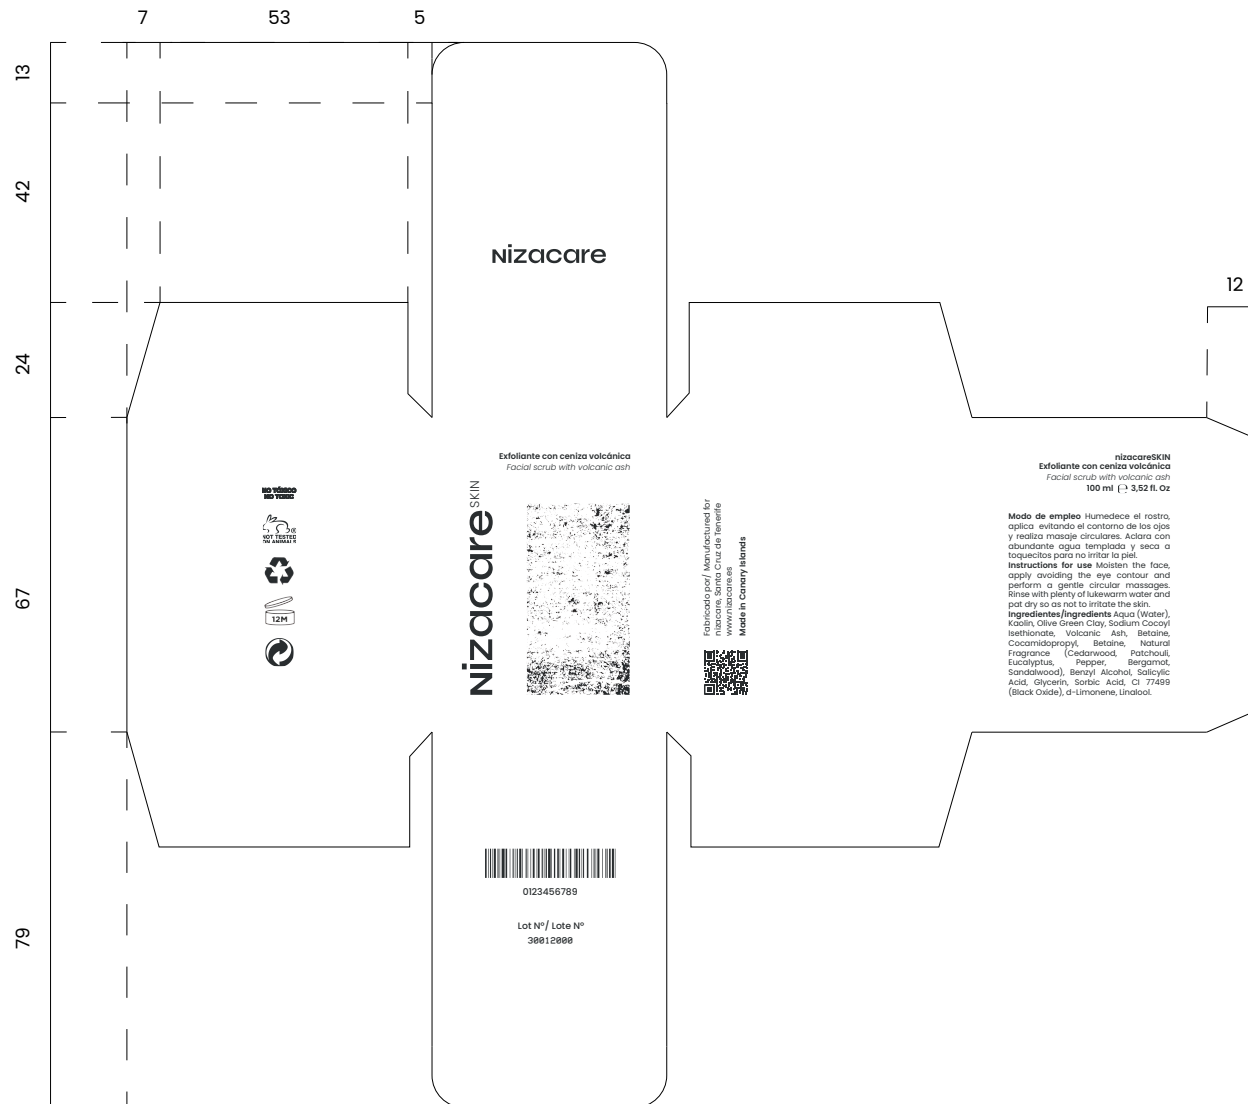 7
53
5
13
42
24
67
79
12
nizacare
NO TÓXICO
NO TOXIC
NOT TESTED
ON ANIMALS
12M
nizacare SKIN
Exfoliante con ceniza volcánica
Facial scrub with volcanic ash
Fabricado por/ Manufactured for
nizacare, Santa Cruz de Tenerife
www.nizacare.es
Made in Canary Islands
nizacareSKIN
Exfoliante con ceniza volcánica
Facial scrub with volcanic ash
100 ml ℮ 3,52 fl. Oz
Modo de empleo Humedece el rostro,
aplica evitando el contorno de los ojos
y realiza masaje circulares. Aclara con
abundante agua templada y seca a
toquecitos para no irritar la piel.
Instructions for use Moisten the face,
apply avoiding the eye contour and
perform a gentle circular massages.
Rinse with plenty of lukewarm water and
pat dry so as not to irritate the skin.
Ingredientes/ingredients Aqua (Water),
Kaolin, Olive Green Clay, Sodium Cocoyl
Isethionate, Volcanic Ash, Betaine,
Cocamidopropyl, Betaine, Natural
Fragrance (Cedarwood, Patchouli,
Eucalyptus, Pepper, Bergamot,
Sandalwood), Benzyl Alcohol, Salicylic
Acid, Glycerin, Sorbic Acid, CI 77499
(Black Oxide), d-Limonene, Linalool.
0123456789
Lot Nº/ Lote Nº
30012000